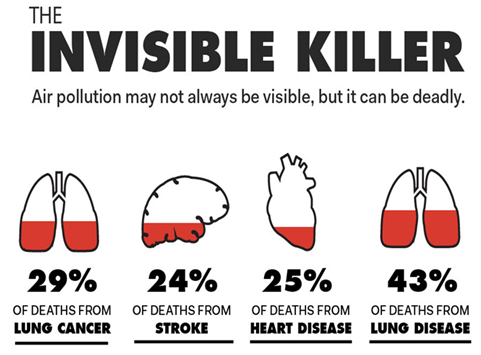 THE
INVISIBLE KILLER
Air pollution may not always be visible, but it can be deadly.
29%
OF DEATHS FROM
LUNG CANCER
24%
OF DEATHS FROM
STROKE
25%
OF DEATHS FROM
HEART DISEASE
43%
OF DEATHS FROM
LUNG DISEASE